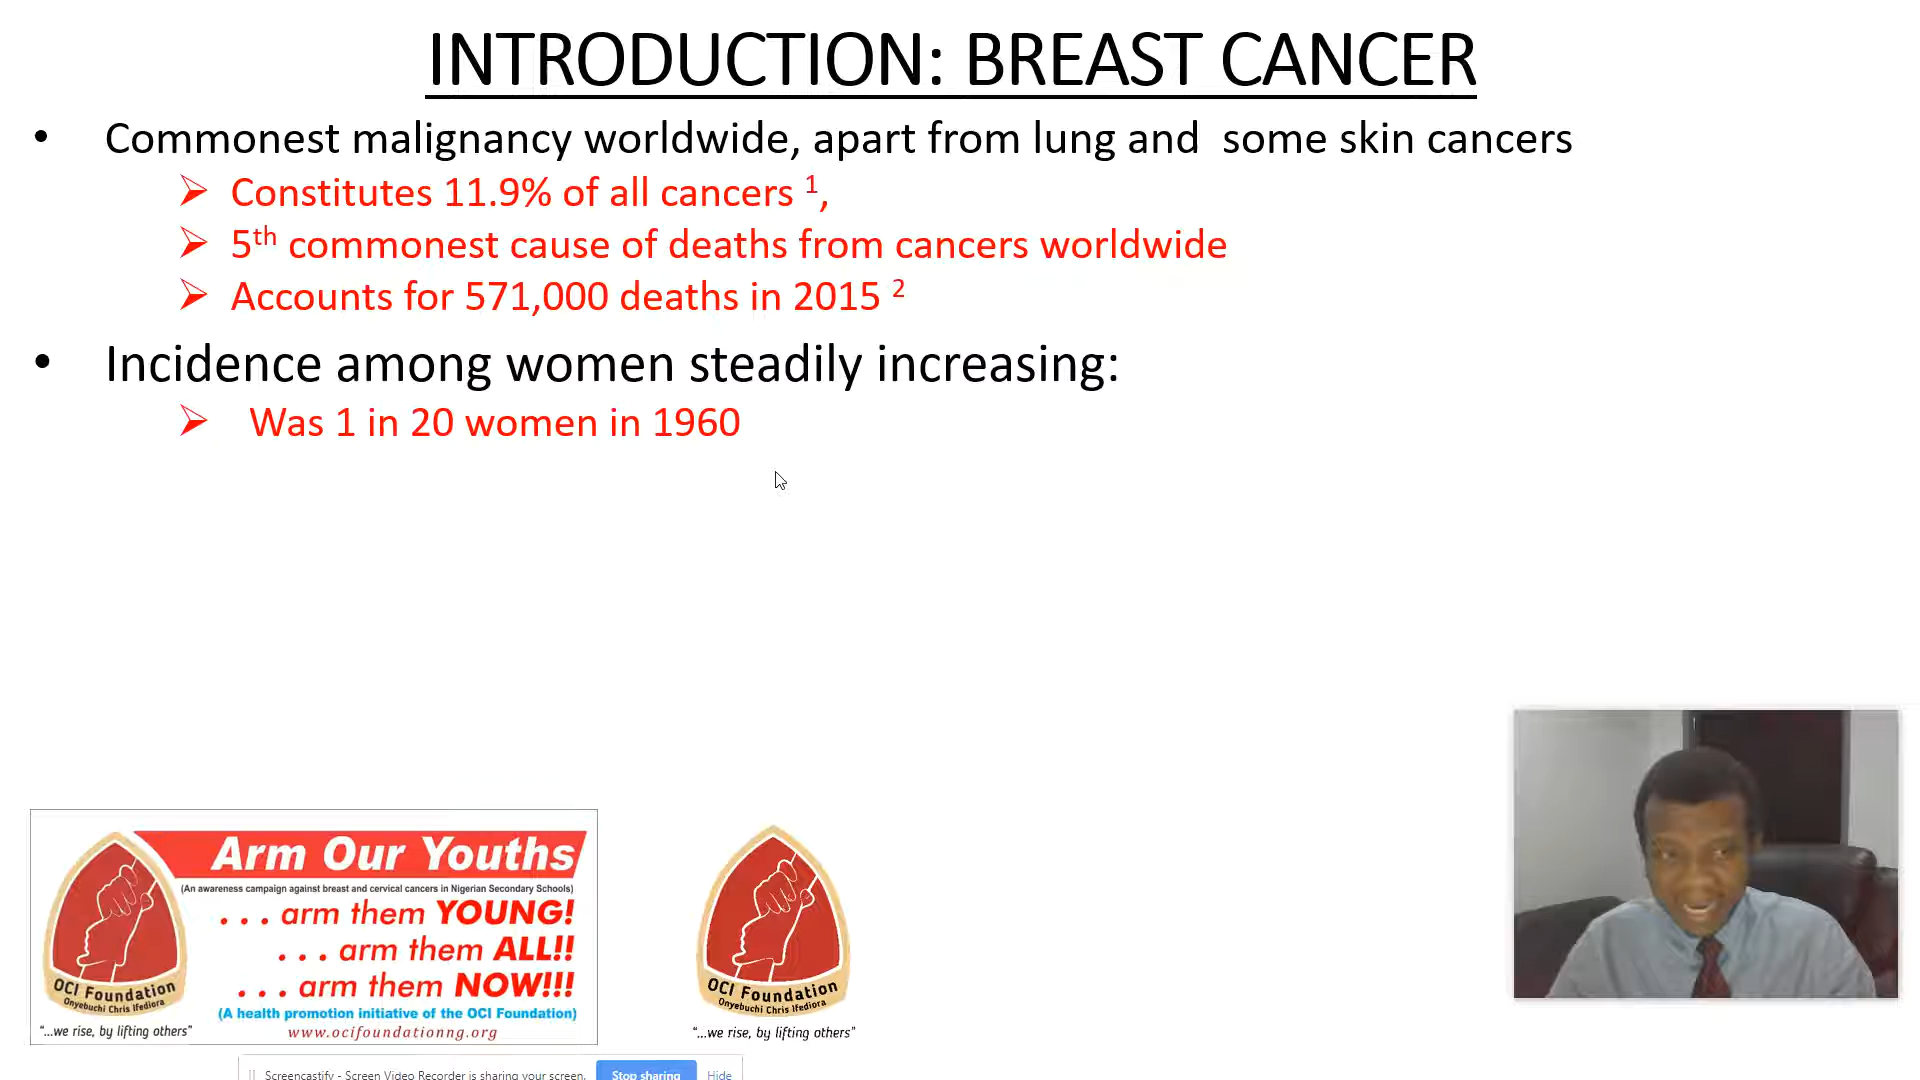 INTRODUCTION: BREAST CANCER
• Commonest malignancy worldwide, apart from lung and some skin cancers
Constitutes 11.9% of all cancers 1,
5th commonest cause of deaths from cancers worldwide
Accounts for 571,000 deaths in 2015 2
• Incidence among women steadily increasing:
Was 1 in 20 women in 1960
Arm Our Youths
(An awareness campaign against breast and cervical cancers in Nigerian Secondary Schools)
. . . arm them YOUNG!
. . . arm them ALL!!
. . . arm them NOW!!!
(A health promotion initiative of the OCI Foundation)
www.ocifoundationng.org
OCI Foundation
Onyebuchi Chris Ifediora
"...we rise, by lifting others"
OCI Foundation
Onyebuchi Chris Ifediora
"...we rise, by lifting others"
Screencastify - Screen Video Recorder is sharing your screen. Stop sharing Hide